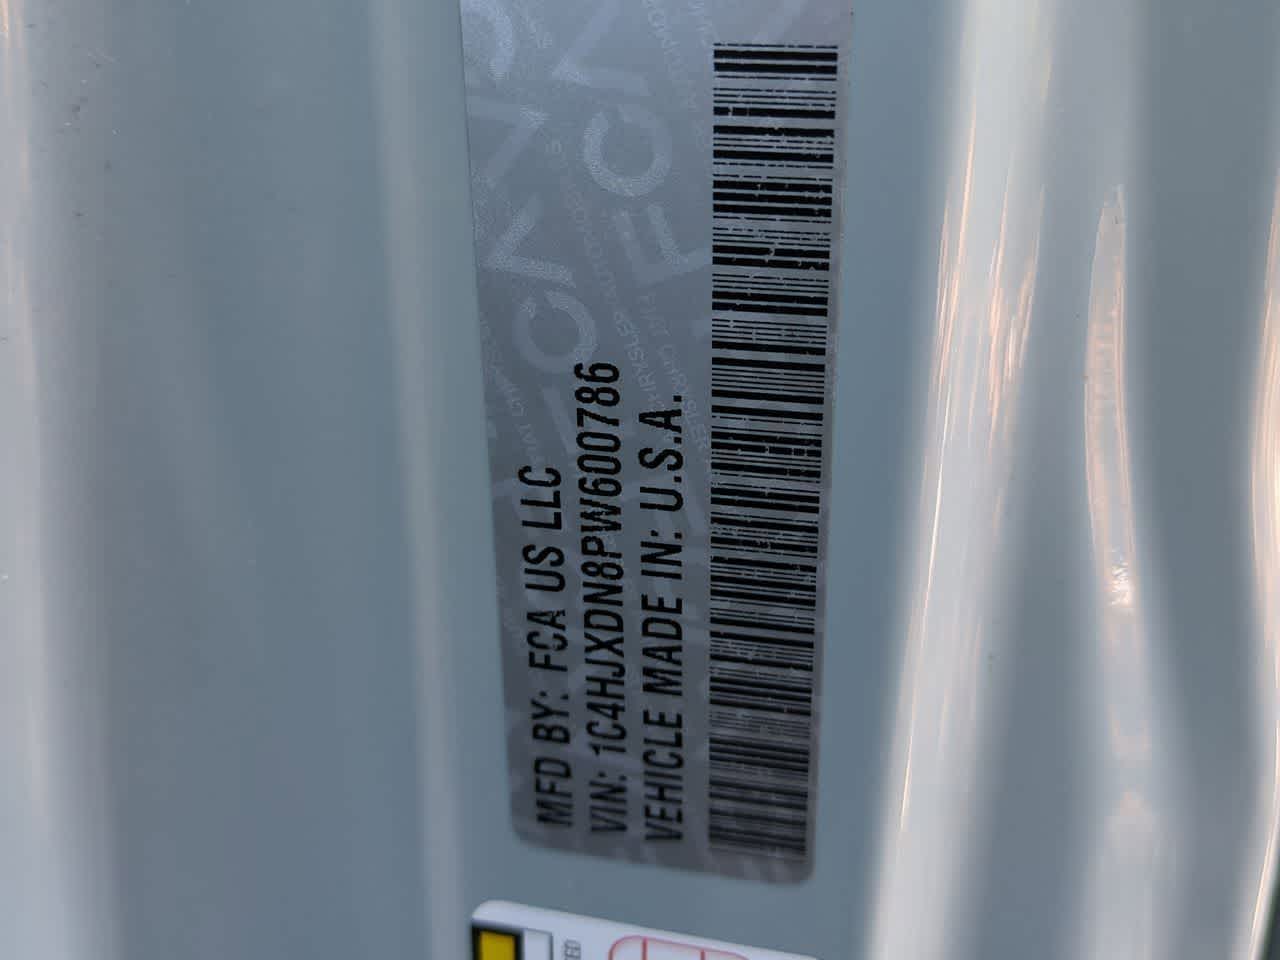 MFD BY: FCA US LLC
VIN: 1C4HJXDN8PW600786
VEHICLE MADE IN: U.S.A.